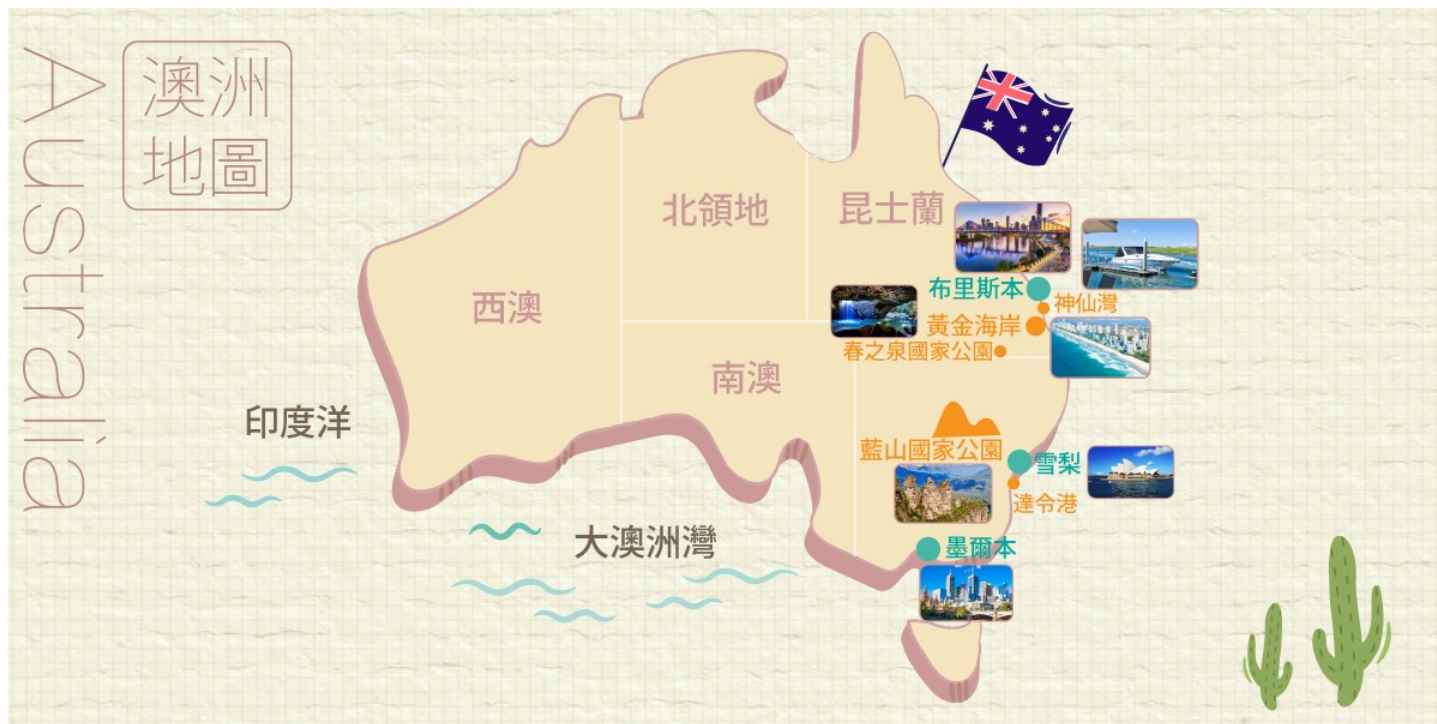 Australia
澳洲
地圖
北領地
昆士蘭
西澳
布里斯本
神仙灣
黃金海岸
春之泉國家公園
南澳
印度洋
藍山國家公園
雪梨
達令港
大澳洲灣
墨爾本